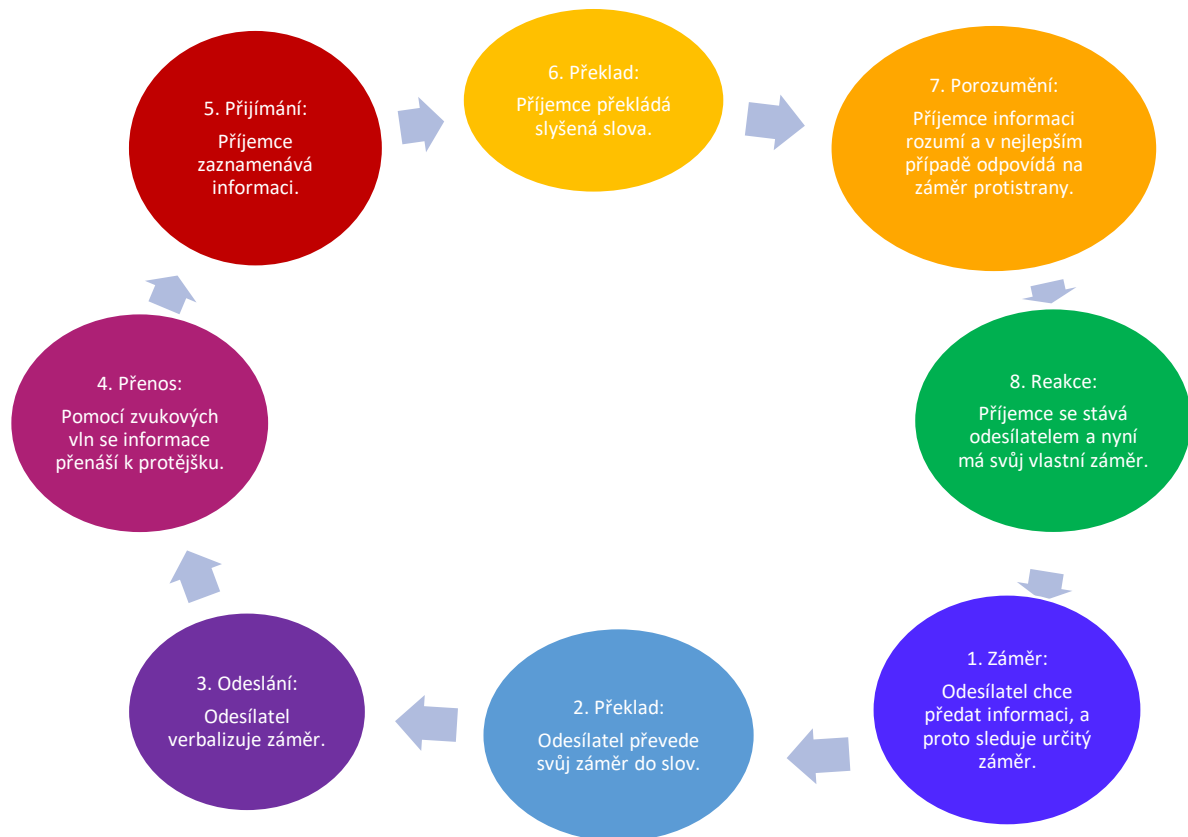 1. Záměr:
Odesílatel chce
předat informaci, a
proto sleduje určitý
záměr.
2. Překlad:
Odesílatel převede
svůj záměr do slov.
3. Odeslání:
Odesílatel
verbalizuje záměr.
4. Přenos:
Pomocí zvukových
vln se informace
přenáší k protějšku.
5. Přijímání:
Příjemce
zaznamenává
informaci.
6. Překlad:
Příjemce překládá
slyšená slova.
7. Porozumění:
Příjemce informaci
rozumí a v nejlepším
případě odpovídá na
záměr protistrany.
8. Reakce:
Příjemce se stává
odesílatelem a nyní
má svůj vlastní záměr.